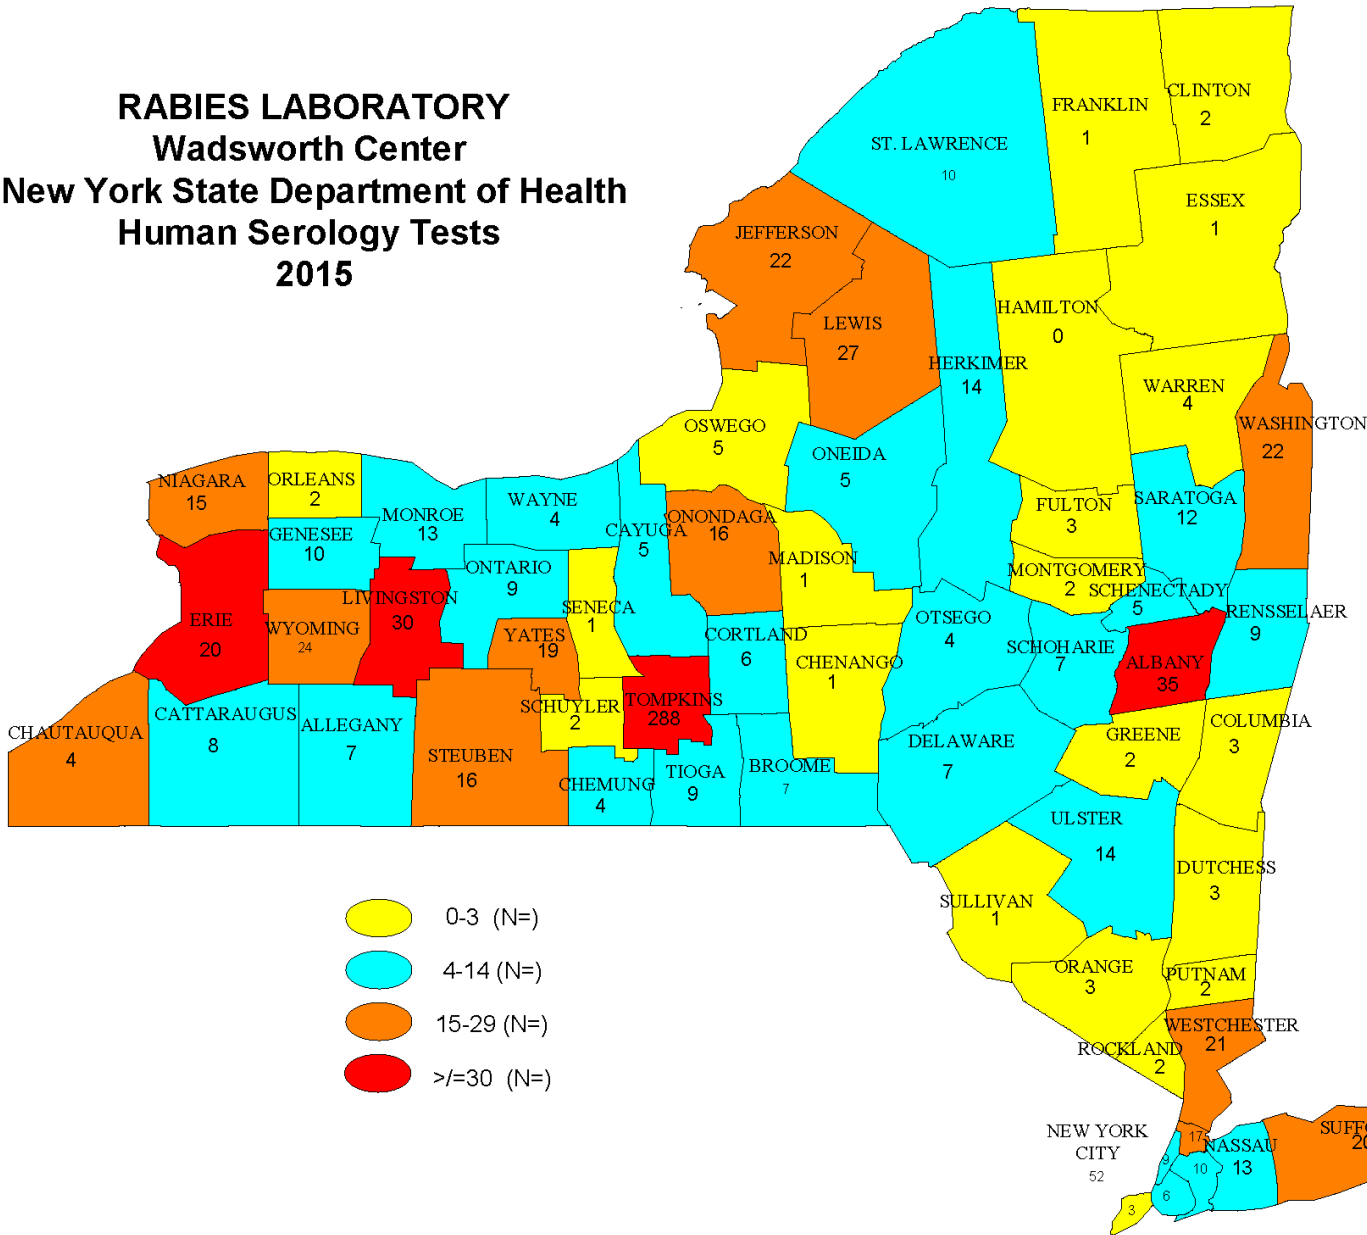 RABIES LABORATORY
Wadsworth Center
New York State Department of Health
Human Serology Tests
2015
CLINTON
2
FRANKLIN
1
ST. LAWRENCE
10
ESSEX
1
JEFFERSON
22
LEWIS
27
HAMILTON
0
HERKIMER
14
WARREN
4
WASHINGTON
22
OSWEGO
5
ONEIDA
5
NIAGARA
15
ORLEANS
2
MONROE
13
WAYNE
4
CAYUGA
5
ONONDAGA
16
FULTON
3
SARATOGA
12
GENESEE
10
ONTARIO
9
MADISON
1
MONTGOMERY
2
SCHENECTADY
5
RENSSELAER
9
LIVINGSTON
30
SENECA
1
ERIE
20
WYOMING
24
YATES
19
CORTLAND
6
OTSEGO
4
SCHOHARIE
7
ALBANY
35
CHENANGO
1
TOMPKINS
288
SCHUYLER
2
CHAUTAUQUA
4
CATTARAUGUS
8
ALLEGANY
7
STEUBEN
16
CHEMUNG
4
TIOGA
9
BROOME
7
DELAWARE
7
GREENE
2
COLUMBIA
3
ULSTER
14
DUTCHESS
3
SULLIVAN
1
ORANGE
3
PUTNAM
2
WESTCHESTER
21
ROCKLAND
2
0-3 (N=)
4-14 (N=)
15-29 (N=)
>/=30 (N=)
NEW YORK
CITY
52
17
9
10
6
3
NASSAU
13
SUFF
20